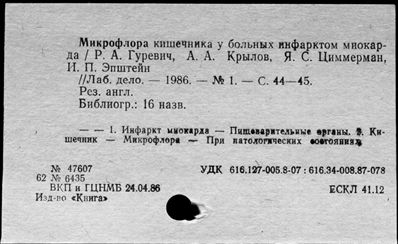 Микрофлора кишечника у больных инфарктом миокар-
да / Р. А. Гуревич, А. А. Крылов, Я. С. Циммерман,
И. П. Эпштейн
//Лаб. дело. — 1986. — № 1. — С. 44—45.
Рез. англ.
Библиогр.: 16 назв.
— — 1. Инфаркт миокарда — Пищеварительные органы. 2. Ки-
шечник — Микрофлора — При патологических состояниях
№ 47607
УДК 616.127-005.8-07 : 616.34-008.87-078
62 № 6435
ВКП и ГЦНМБ 24.04.86
ЕСКЛ 41.12
Изд-во «Книга»